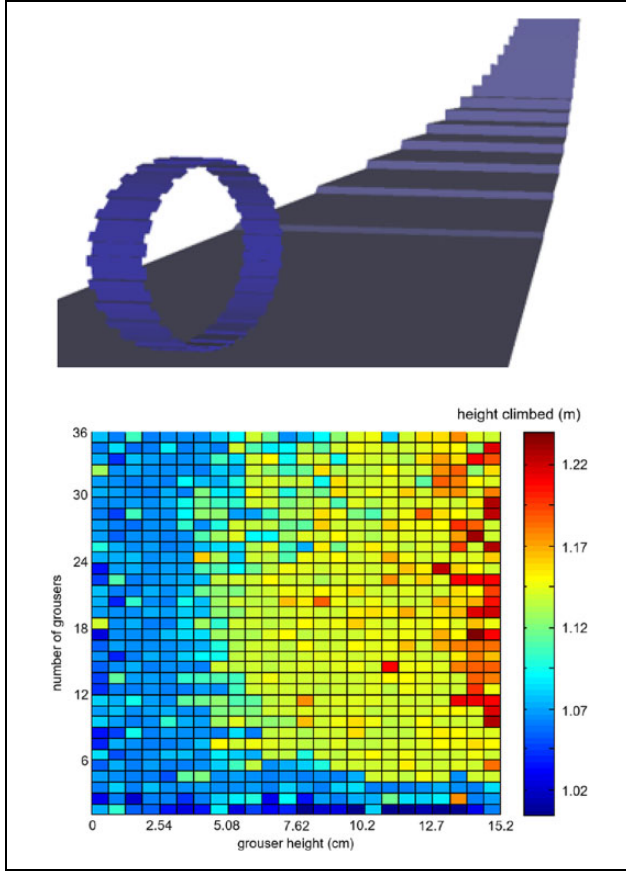 height climbed (m)
36
30
24
18
12
6
number of grousers
0 2.54 5.08 7.62 10.2 12.7 15.2
grouser height (cm)
1.22
1.17
1.12
1.07
1.02